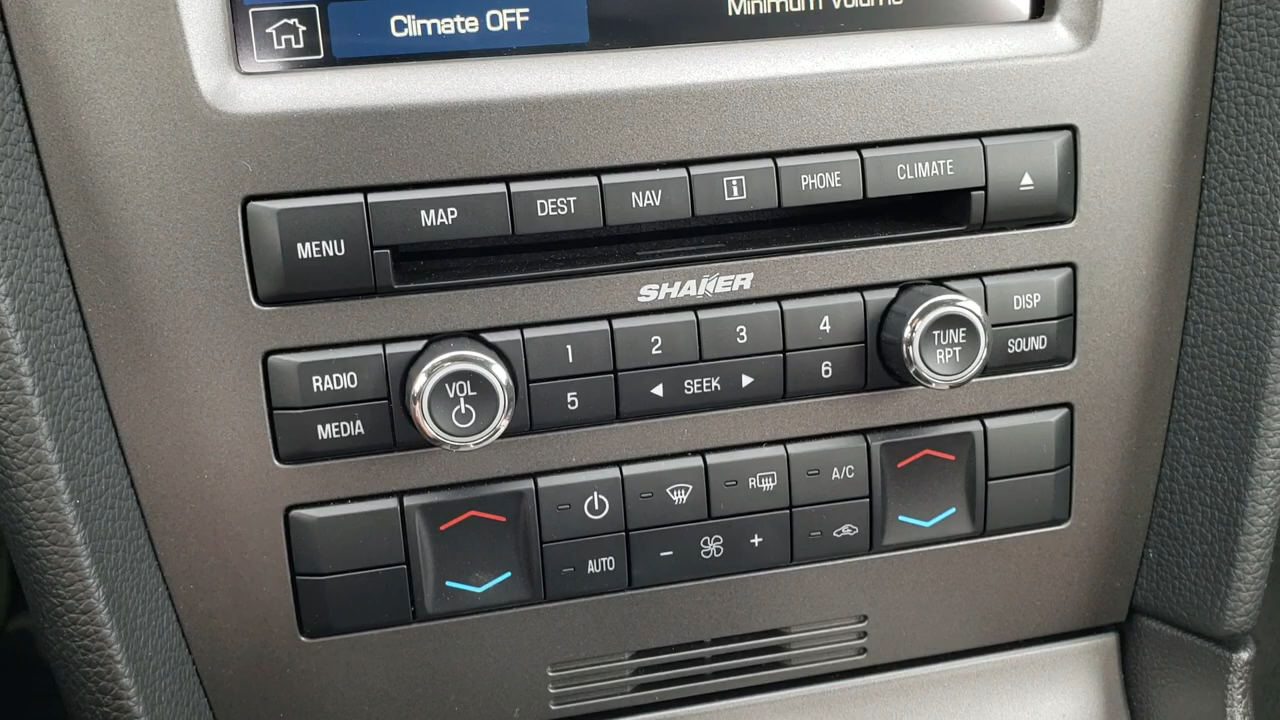 Climate OFF
Minimum Volume
MENU
MAP
DEST
NAV
i
PHONE
CLIMATE
SHAKER
RADIO
MEDIA
VOL
1
2
3
4
5
SEEK
6
TUNE
RPT
DISP
SOUND
R
A/C
AUTO
- +